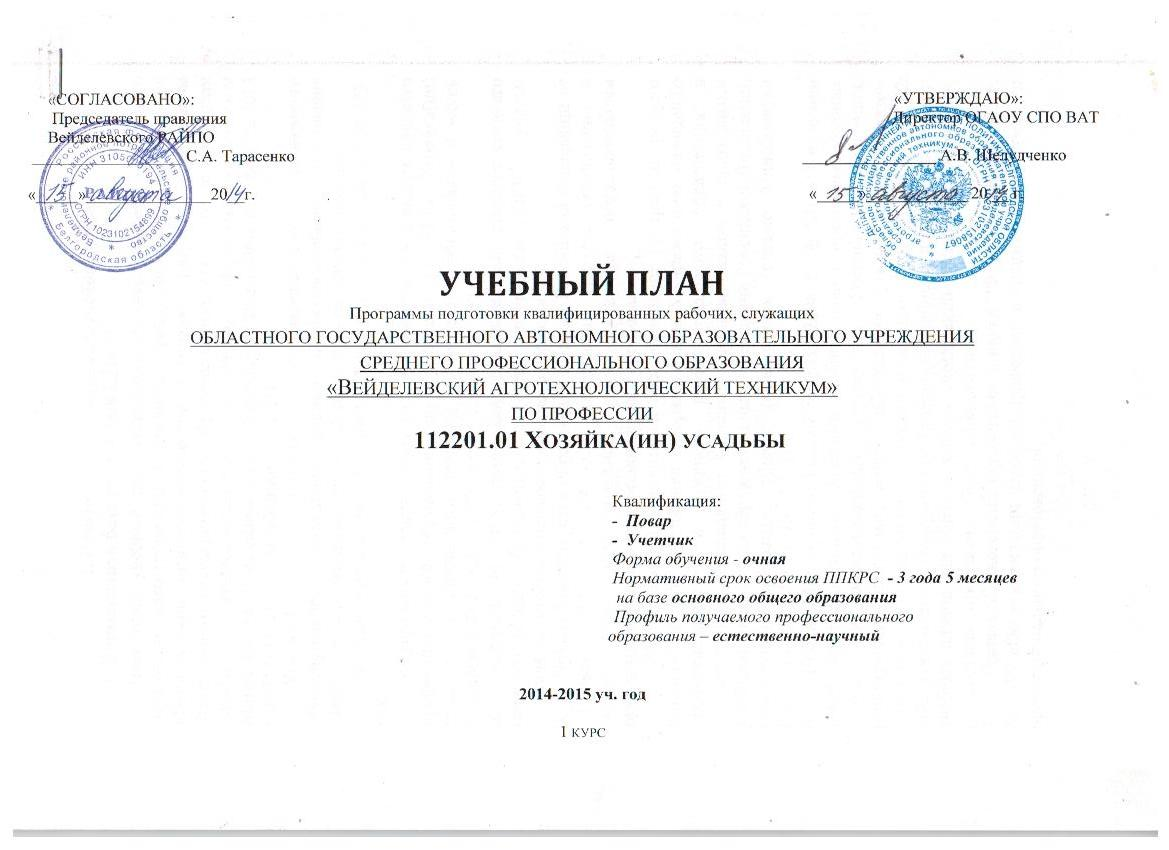 «СОГЛАСОВАНО»:
Председатель правления
Вейделевского РАЙПО
С.А. Тарасенко
«15» августа 2014г.
«УТВЕРЖДАЮ»:
Директор ОГАОУ СПО ВАТ
А.В. Шелудченко
«15» августа 2014 г.
УЧЕБНЫЙ ПЛАН
Программы подготовки квалифицированных рабочих, служащих
ОБЛАСТНОГО ГОСУДАРСТВЕННОГО АВТОНОМНОГО ОБРАЗОВАТЕЛЬНОГО УЧРЕЖДЕНИЯ
СРЕДНЕГО ПРОФЕССИОНАЛЬНОГО ОБРАЗОВАНИЯ
«ВЕЙДЕЛЕВСКИЙ АГРОТЕХНОЛОГИЧЕСКИЙ ТЕХНИКУМ»
ПО ПРОФЕССИИ
112201.01 ХОЗЯЙКА(ИН) УСАДЬБЫ
Квалификация:
- Повар
- Учетчик
Форма обучения - очная
Нормативный срок освоения ППКРС - 3 года 5 месяцев
на базе основного общего образования
Профиль получаемого профессионального
образования – естественно-научный
2014-2015 уч. год
1 КУРС